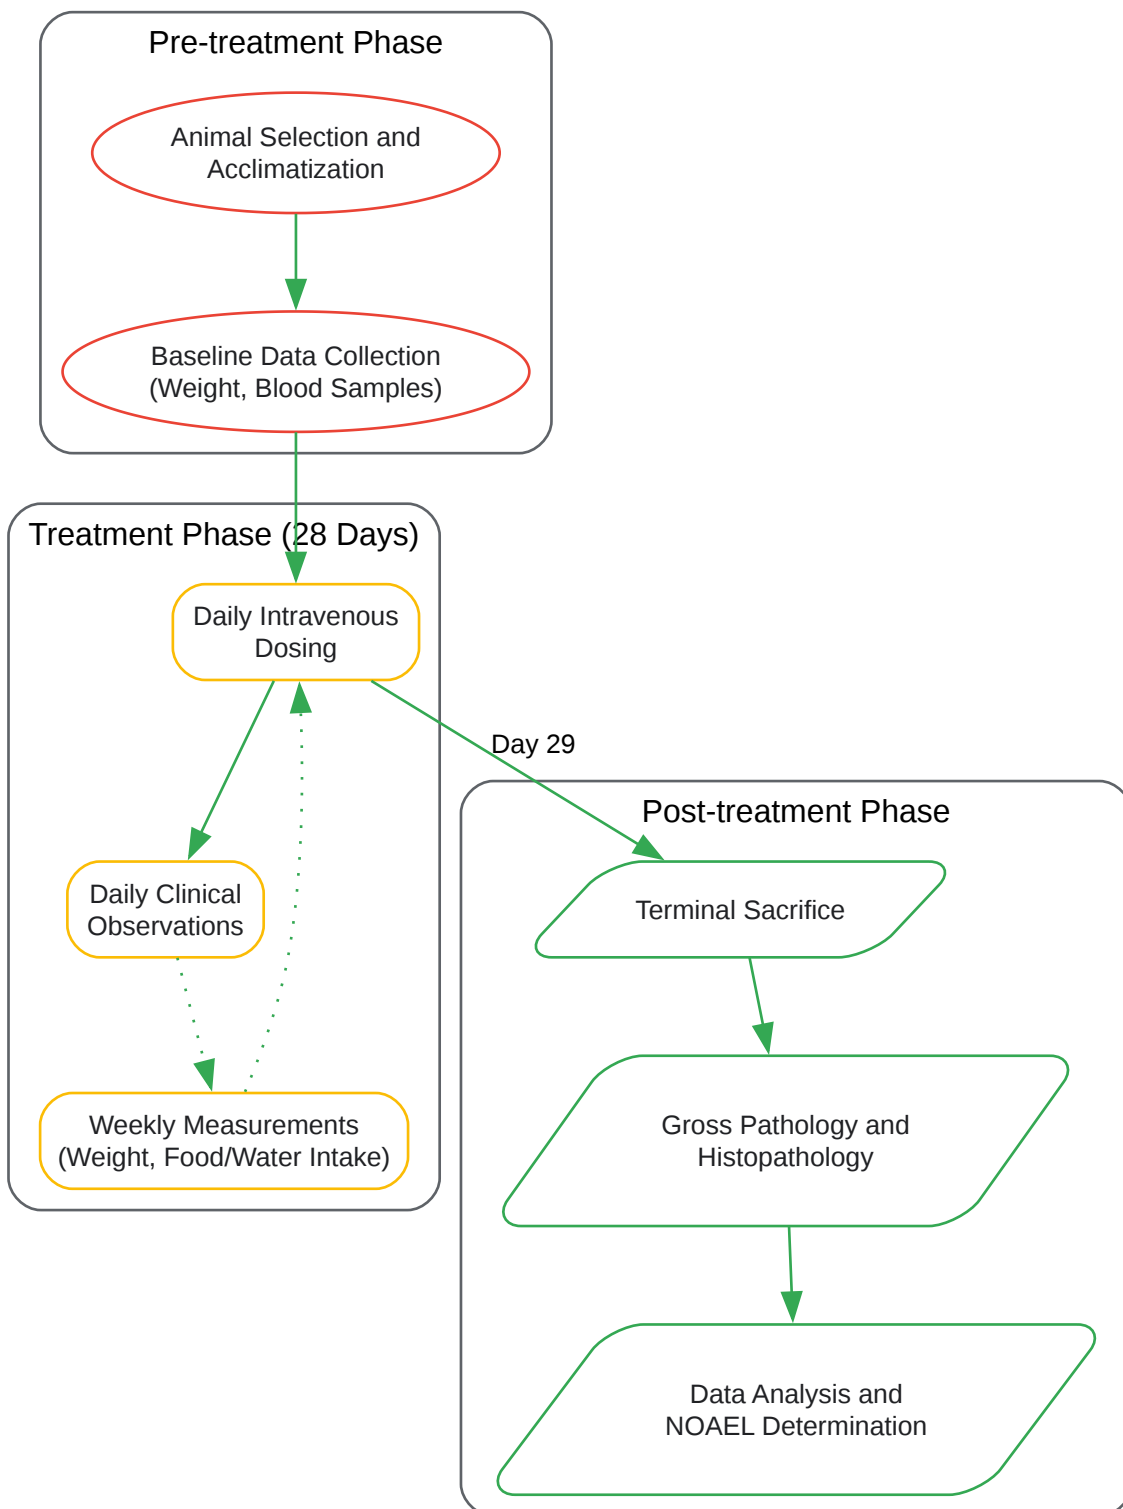 Pre-treatment Phase
Animal Selection and
Acclimatization
Baseline Data Collection
(Weight, Blood Samples)
Treatment Phase (28 Days)
Daily Intravenous
Dosing
Day 29
Daily Clinical
Observations
Weekly Measurements
(Weight, Food/Water Intake)
Post-treatment Phase
Terminal Sacrifice
Gross Pathology and
Histopathology
Data Analysis and
NOAEL Determination